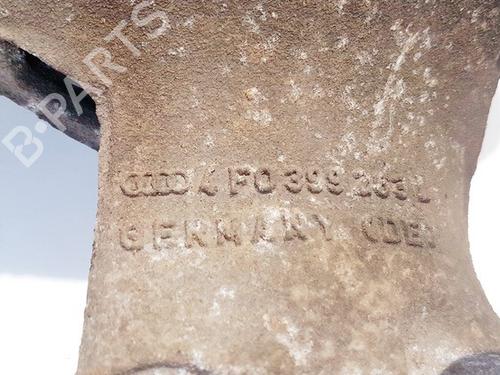 B-PARTS
4F0 399 263 L
GERMANY (DE)